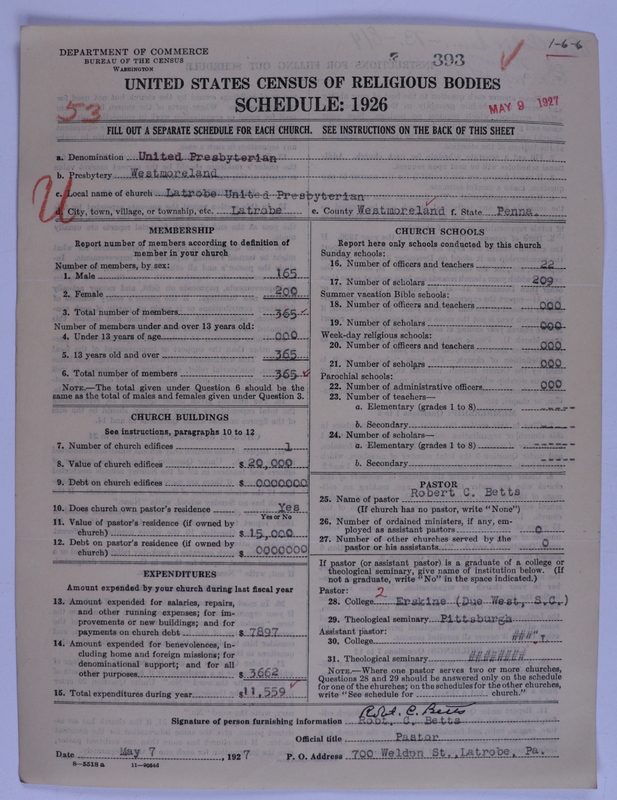 1-6-6
DEPARTMENT OF COMMERCE
BUREAU OF THE CENSUS
WASHINGTON
393
UNITED STATES CENSUS OF RELIGIOUS BODIES
SCHEDULE: 1926
MAY 9 1927
53
FILL OUT A SEPARATE SCHEDULE FOR EACH CHURCH. SEE INSTRUCTIONS ON THE BACK OF THIS SHEET
a. Denomination United Presbyterian
b. Presbytery Westmoreland
c. Local name of church Latrobe United Presbyterian
U
d. City, town, village, or township, etc. Latrobe e. County Westmoreland f. State Penna.
MEMBERSHIP
Report number of members according to definition of
member in your church
Number of members, by sex:
1. Male 165
2. Female 200
3. Total number of members 365
Number of members under and over 13 years old:
4. Under 13 years of age 000
5. 13 years old and over 365
6. Total number of members 365
NOTE.—The total given under Question 6 should be the
same as the total of males and females given under Question 3.
CHURCH BUILDINGS
See instructions, paragraphs 10 to 12
7. Number of church edifices 1
8. Value of church edifices $ 20,000
9. Debt on church edifices $ 0000000
10. Does church own pastor's residence Yes
Yes or No
11. Value of pastor's residence (if owned by
church) $ 15,000
12. Debt on pastor's residence (if owned by
church) $ 0000000
EXPENDITURES
Amount expended by your church during last fiscal year
13. Amount expended for salaries, repairs,
and other running expenses; for im-
provements or new buildings; and for
payments on church debt $ 7897
14. Amount expended for benevolences, in-
cluding home and foreign missions; for
denominational support; and for all
other purposes $ 3662
15. Total expenditures during year $ 11,559
CHURCH SCHOOLS
Report here only schools conducted by this church
Sunday schools:
16. Number of officers and teachers 22
17. Number of scholars 209
Summer vacation Bible schools:
18. Number of officers and teachers 000
19. Number of scholars 000
Week-day religious schools:
20. Number of officers and teachers 000
21. Number of scholars 000
Parochial schools:
22. Number of administrative officers 000
23. Number of teachers—
a. Elementary (grades 1 to 8) -----
b. Secondary -----
24. Number of scholars—
a. Elementary (grades 1 to 8) -----
b. Secondary -----
PASTOR
25. Name of pastor Robert C. Betts
(If church has no pastor, write "None")
26. Number of ordained ministers, if any, em-
ployed as assistant pastors 0
27. Number of other churches served by the
pastor or his assistants 0
If pastor (or assistant pastor) is a graduate of a college or
theological seminary, give name of institution below. (If
not a graduate, write "No" in the space indicated.)
Pastor: 2
28. College Erskine (Due West, S.C.)
29. Theological seminary Pittsburgh
Assistant pastor:
30. College
31. Theological seminary ########
NOTE.—Where one pastor serves two or more churches,
Questions 28 and 29 should be answered only on the schedule
for one of the churches; on the schedules for the other churches,
write "See schedule for church."
Robt. C. Betts
Signature of person furnishing information Robt. C. Betts
Official title Pastor
Date May 7, 1927 P. O. Address 700 Weldon St., Latrobe, Pa.
8-5518 a 11-96646